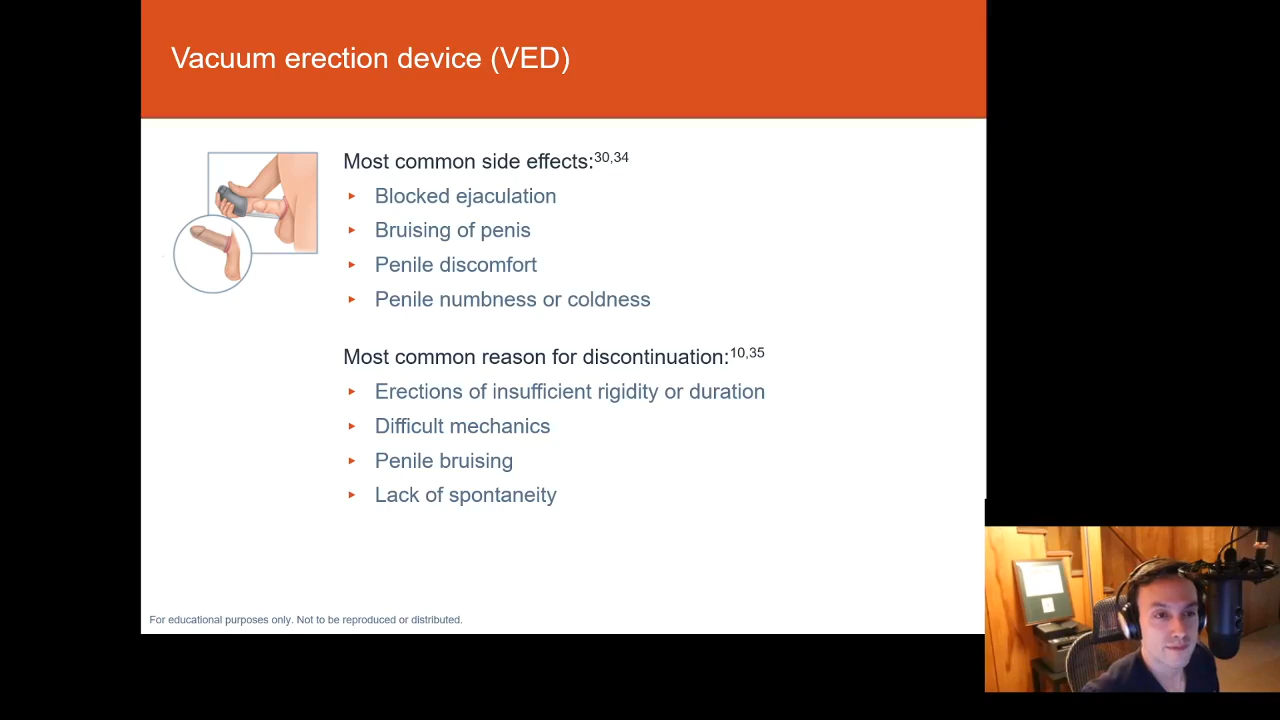 Vacuum erection device (VED)
Most common side effects:30,34
Blocked ejaculation
Bruising of penis
Penile discomfort
Penile numbness or coldness
Most common reason for discontinuation:10,35
Erections of insufficient rigidity or duration
Difficult mechanics
Penile bruising
Lack of spontaneity
For educational purposes only. Not to be reproduced or distributed.